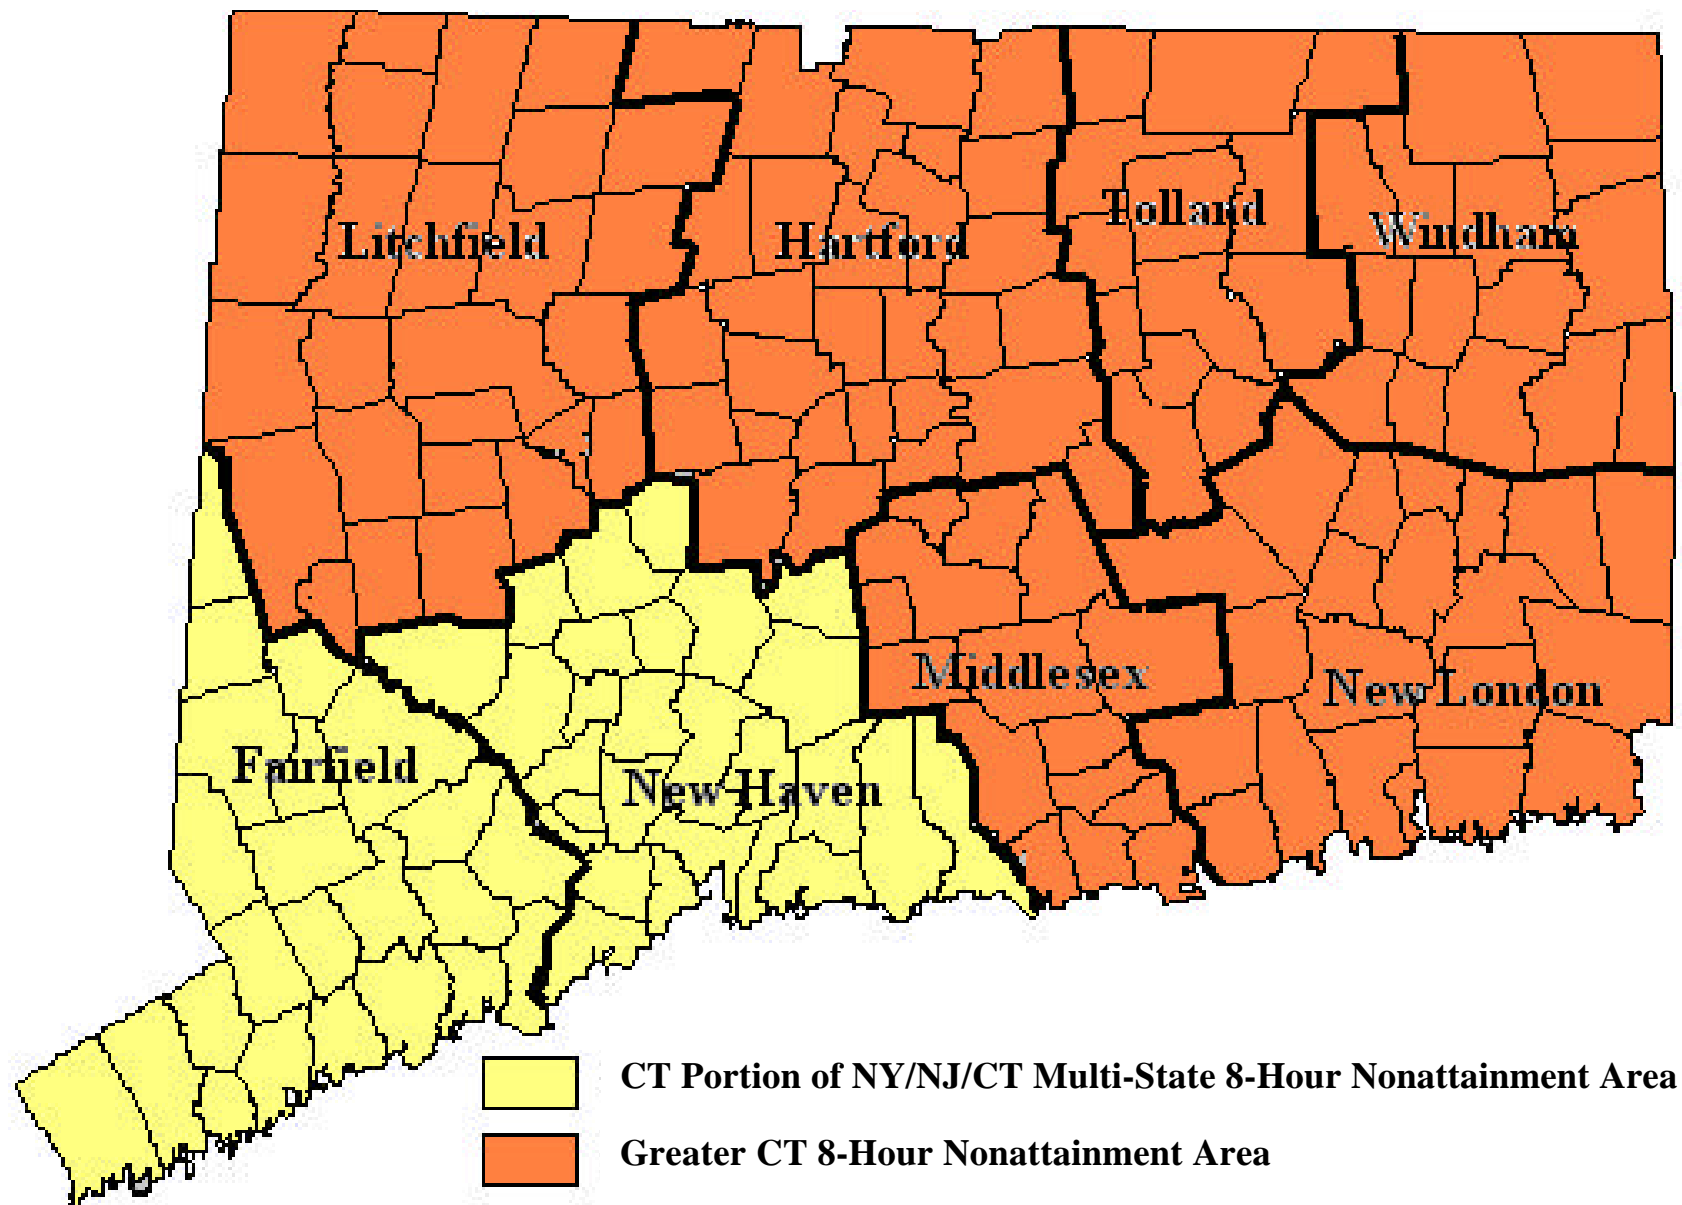 Tolland
Windham
Litchfield
Hartford
Middlesex
New London
Fairfield
New Haven
CT Portion of NY/NJ/CT Multi-State 8-Hour Nonattainment Area
Greater CT 8-Hour Nonattainment Area